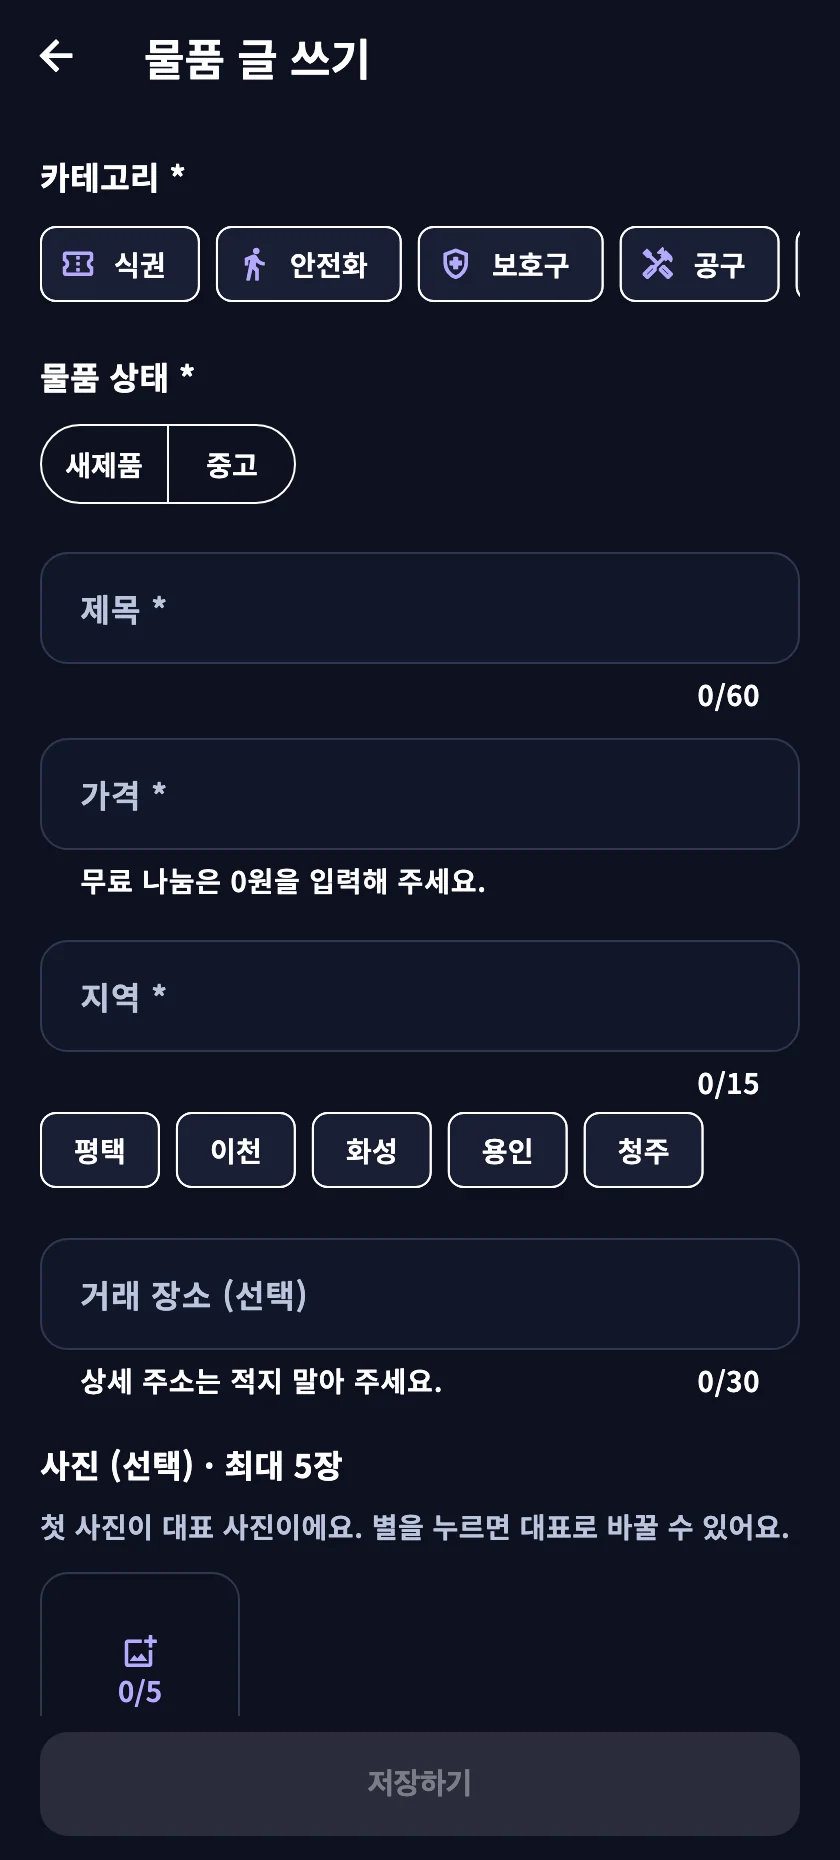 물품 글 쓰기
카테고리 *
식권 안전화 보호구 공구
물품 상태 *
새제품 중고
제목 *
0/60
가격 *
무료 나눔은 0원을 입력해 주세요.
지역 *
0/15
평택 이천 화성 용인 청주
거래 장소 (선택)
상세 주소는 적지 말아 주세요. 0/30
사진 (선택) · 최대 5장
첫 사진이 대표 사진이에요. 별을 누르면 대표로 바꿀 수 있어요.
0/5
저장하기